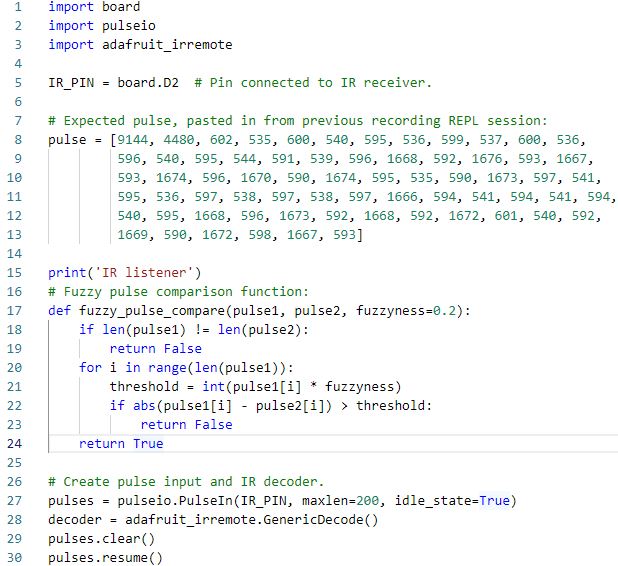 1 import board
2 import pulseio
3 import adafruit_irremote
4
5 IR_PIN = board.D2  # Pin connected to IR receiver.
6
7 # Expected pulse, pasted in from previous recording REPL session:
8 pulse = [9144, 4480, 602, 535, 600, 540, 595, 536, 599, 537, 600, 536,
9          596, 540, 595, 544, 591, 539, 596, 1668, 592, 1676, 593, 1667,
10          593, 1674, 596, 1670, 590, 1674, 595, 535, 590, 1673, 597, 541,
11          595, 536, 597, 538, 597, 538, 597, 1666, 594, 541, 594, 541, 594,
12          540, 595, 1668, 596, 1673, 592, 1668, 592, 1672, 601, 540, 592,
13          1669, 590, 1672, 598, 1667, 593]
14
15 print('IR listener')
16 # Fuzzy pulse comparison function:
17 def fuzzy_pulse_compare(pulse1, pulse2, fuzzyness=0.2):
18     if len(pulse1) != len(pulse2):
19         return False
20     for i in range(len(pulse1)):
21         threshold = int(pulse1[i] * fuzzyness)
22         if abs(pulse1[i] - pulse2[i]) > threshold:
23             return False
24     return True
25
26 # Create pulse input and IR decoder.
27 pulses = pulseio.PulseIn(IR_PIN, maxlen=200, idle_state=True)
28 decoder = adafruit_irremote.GenericDecode()
29 pulses.clear()
30 pulses.resume()